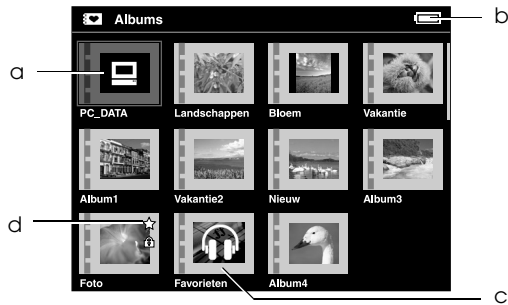 Albums
b
a
PC_DATA Landschappen Bloem Vakantie
Album1 Vakantie2 Nieuw Album3
d
Foto Favorieten Album4
c